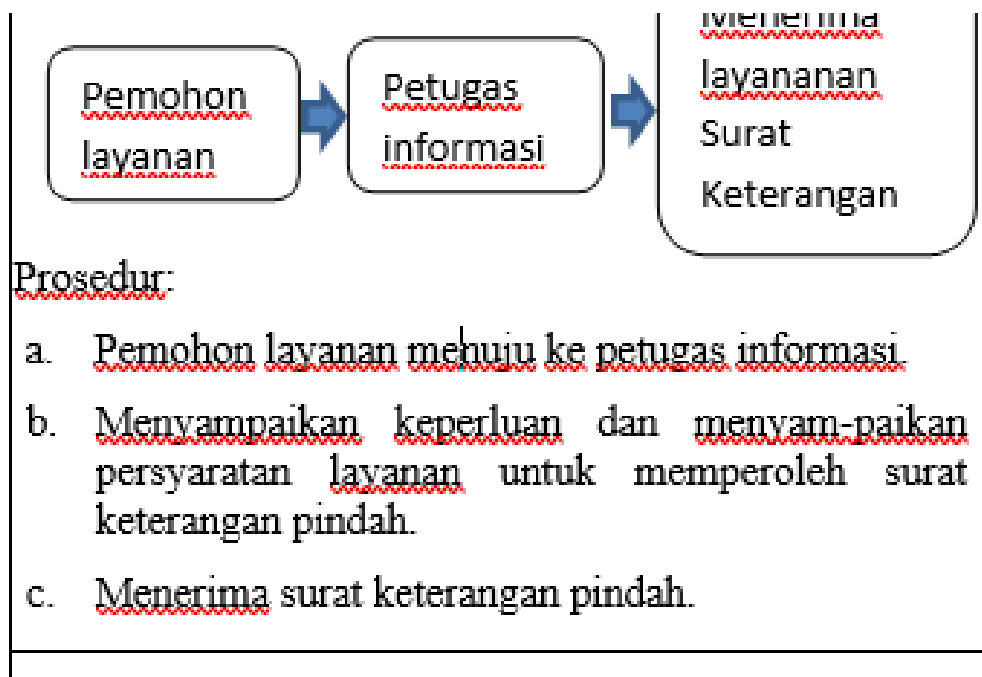 Pemohon
layanan
Petugas
informasi
Menerima
layananan
Surat
Keterangan
Prosedur:
a. Pemohon layanan menuju ke petugas informasi.
b. Menyampaikan keperluan dan menyam-paikan
persyaratan layanan untuk memperoleh surat
keterangan pindah.
c. Menerima surat keterangan pindah.